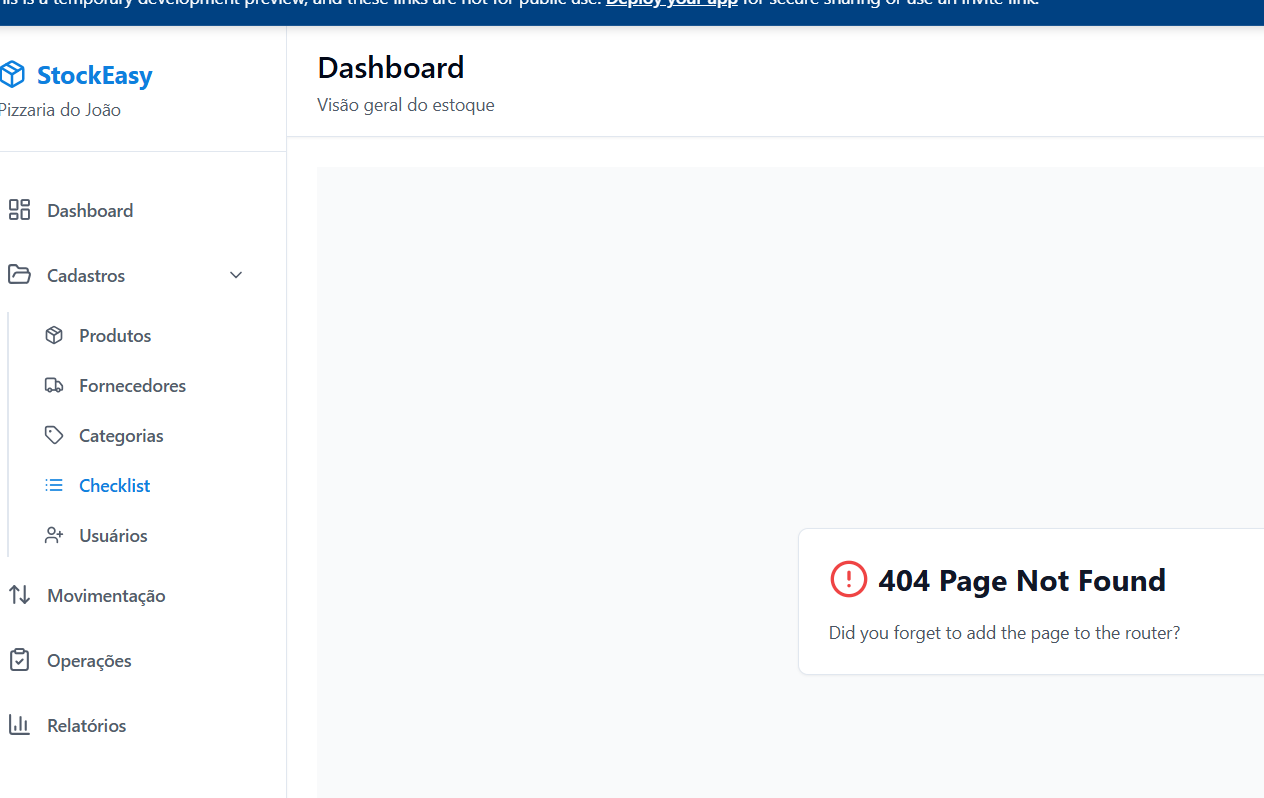 his is a temporary development preview, and these links are not for public use. Deploy your app for secure sharing or use an invite link.
StockEasy
Pizzaria do João
Dashboard
Visão geral do estoque
Dashboard
Cadastros
Produtos
Fornecedores
Categorias
Checklist
Usuários
Movimentação
Operações
Relatórios
404 Page Not Found
Did you forget to add the page to the router?